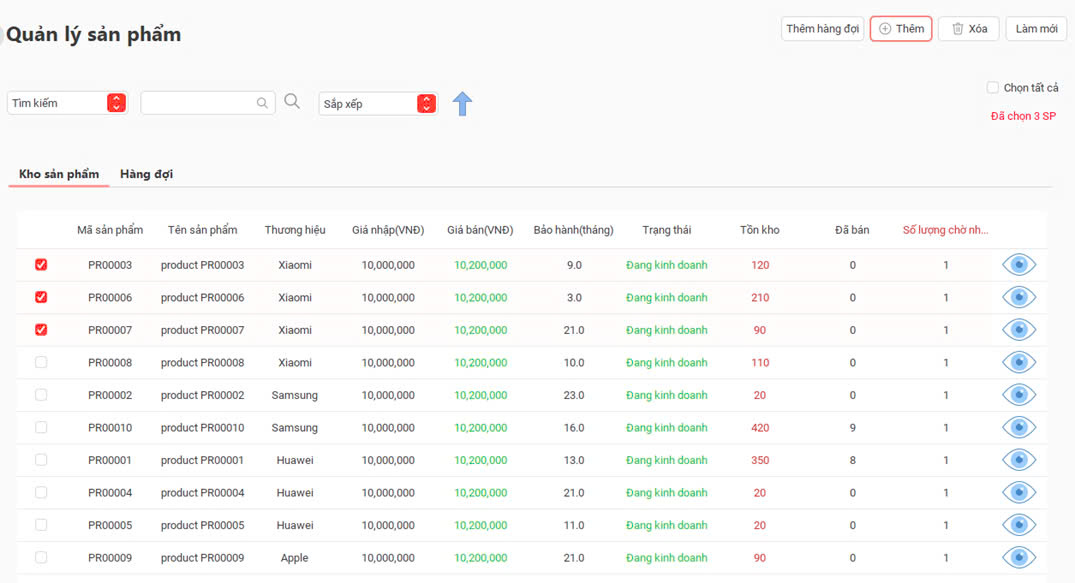 Quản lý sản phẩm
Thêm hàng đợi Thêm Xóa Làm mới
Tìm kiếm Sắp xếp
Chọn tất cả
Đã chọn 3 SP
Kho sản phẩm Hàng đợi
Mã sản phẩm Tên sản phẩm Thương hiệu Giá nhập(VNĐ) Giá bán(VNĐ) Bảo hành(tháng) Trạng thái Tồn kho Đã bán Số lượng chờ nh...
PR00003 product PR00003 Xiaomi 10,000,000 10,200,000 9.0 Đang kinh doanh 120 0 1
PR00006 product PR00006 Xiaomi 10,000,000 10,200,000 3.0 Đang kinh doanh 210 0 1
PR00007 product PR00007 Xiaomi 10,000,000 10,200,000 21.0 Đang kinh doanh 90 0 1
PR00008 product PR00008 Xiaomi 10,000,000 10,200,000 10.0 Đang kinh doanh 110 0 1
PR00002 product PR00002 Samsung 10,000,000 10,200,000 23.0 Đang kinh doanh 20 0 1
PR00010 product PR00010 Samsung 10,000,000 10,200,000 16.0 Đang kinh doanh 420 9 1
PR00001 product PR00001 Huawei 10,000,000 10,200,000 13.0 Đang kinh doanh 350 8 1
PR00004 product PR00004 Huawei 10,000,000 10,200,000 21.0 Đang kinh doanh 20 0 1
PR00005 product PR00005 Huawei 10,000,000 10,200,000 11.0 Đang kinh doanh 20 0 1
PR00009 product PR00009 Apple 10,000,000 10,200,000 21.0 Đang kinh doanh 90 0 1